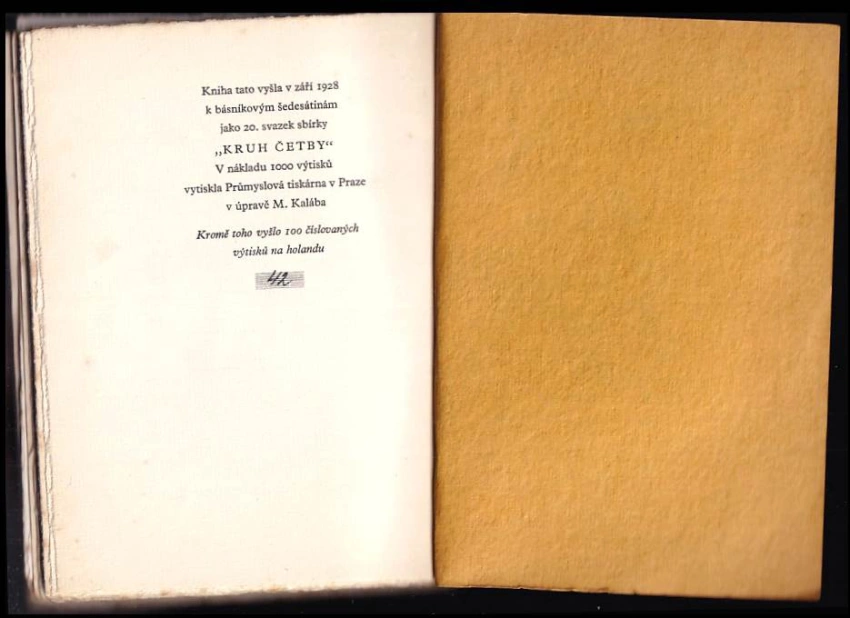 Kniha tato vyšla v září 1928
k básníkovým šedesátinám
jako 20. svazek sbírky
„KRUH ČETBY“
V nákladu 1000 výtisků
vytiskla Průmyslová tiskárna v Praze
v úpravě M. Kalába
Kromě toho vyšlo 100 číslovaných
výtisků na holandu
42